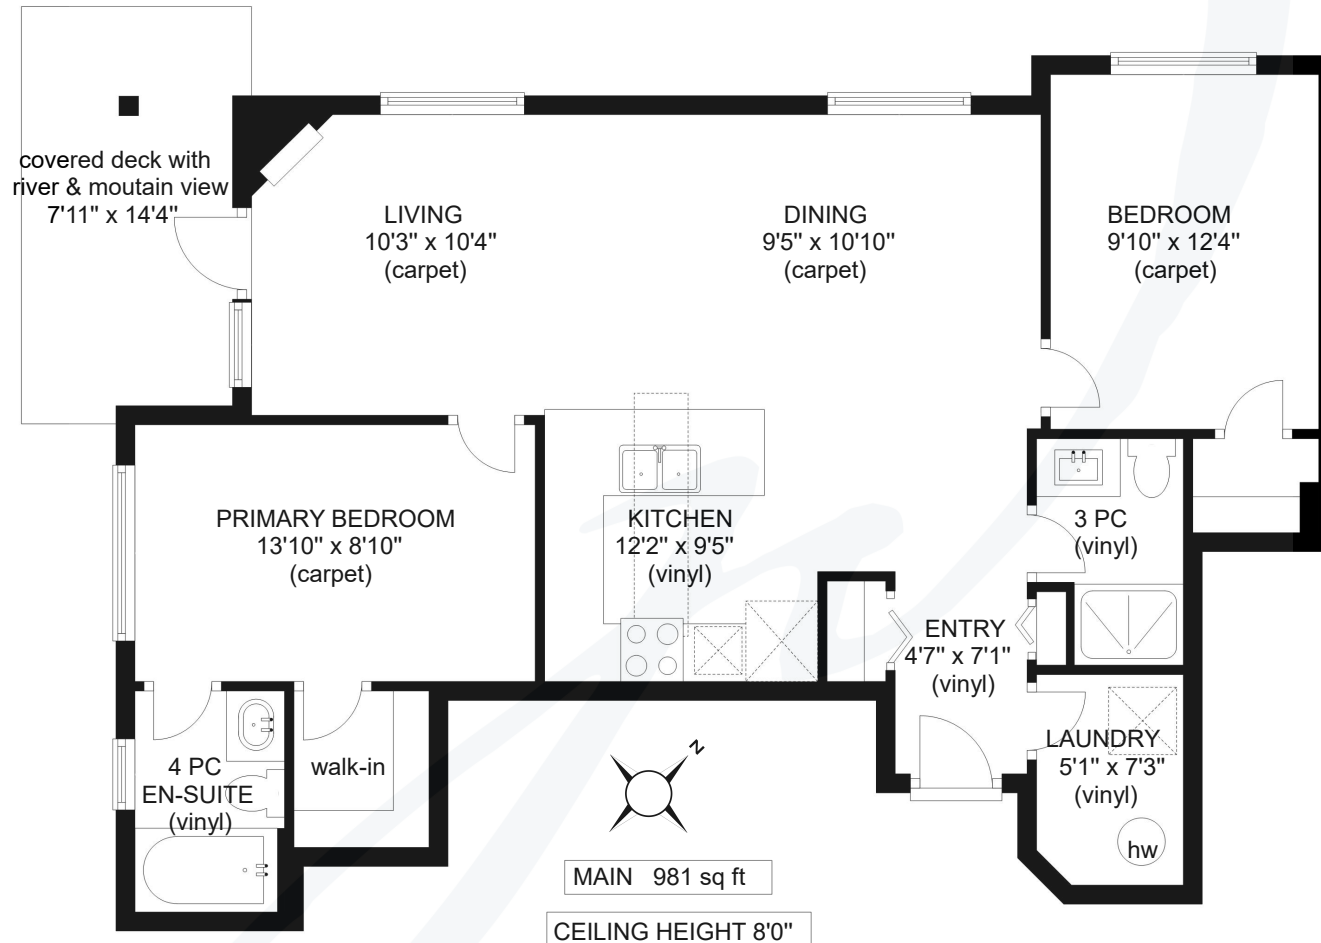 covered deck with
river & moutain view
7'11" x 14'4"
LIVING
10'3" x 10'4"
(carpet)
DINING
9'5" x 10'10"
(carpet)
BEDROOM
9'10" x 12'4"
(carpet)
PRIMARY BEDROOM
13'10" x 8'10"
(carpet)
KITCHEN
12'2" x 9'5"
(vinyl)
3 PC
(vinyl)
ENTRY
4'7" x 7'1"
(vinyl)
4 PC
EN-SUITE
(vinyl)
walk-in
N
LAUNDRY
5'1" x 7'3"
(vinyl)
hw
MAIN 981 sq ft
CEILING HEIGHT 8'0"